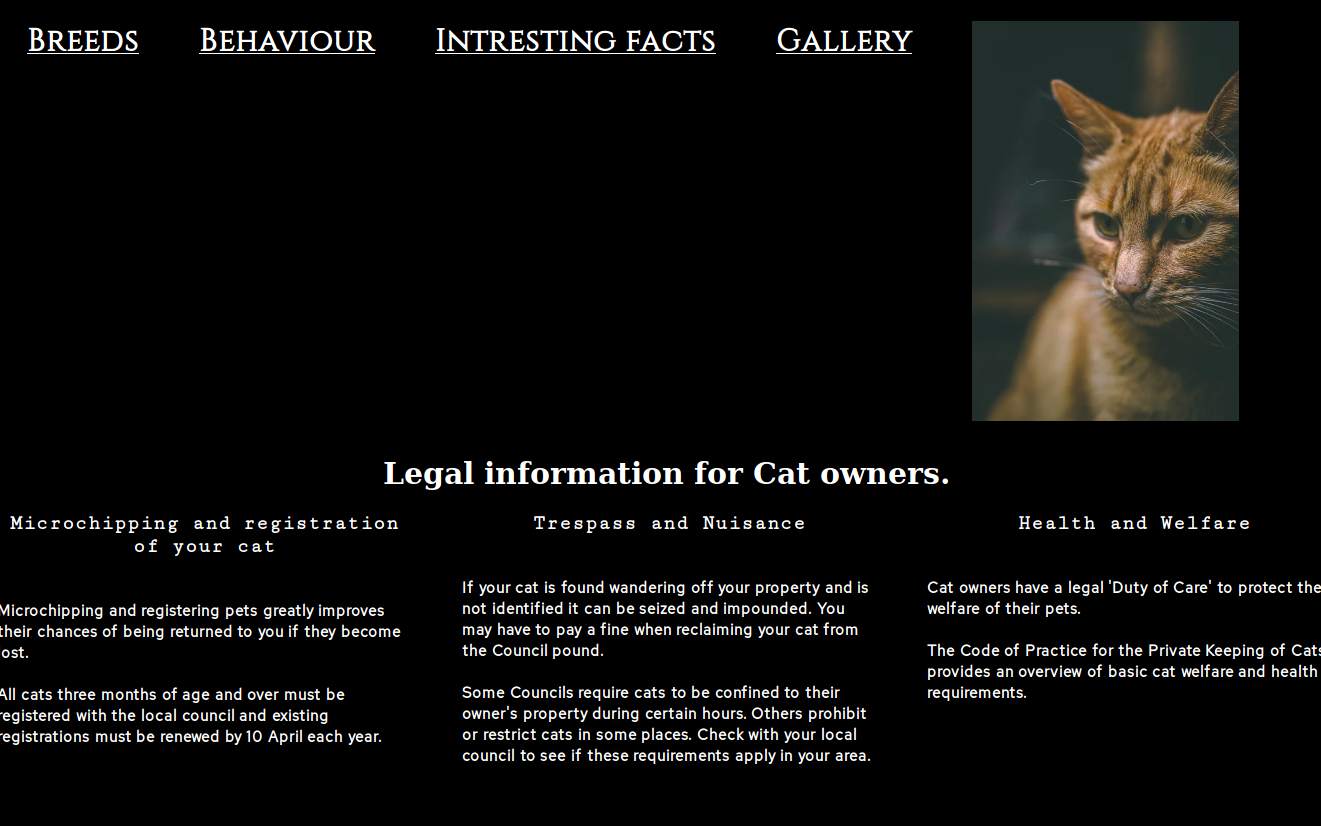 Breeds Behaviour Intresting facts Gallery
Legal information for Cat owners.
Microchipping and registration
of your cat
Microchipping and registering pets greatly improves
their chances of being returned to you if they become
lost.
All cats three months of age and over must be
registered with the local council and existing
registrations must be renewed by 10 April each year.
Trespass and Nuisance
If your cat is found wandering off your property and is
not identified it can be seized and impounded. You
may have to pay a fine when reclaiming your cat from
the Council pound.
Some Councils require cats to be confined to their
owner's property during certain hours. Others prohibit
or restrict cats in some places. Check with your local
council to see if these requirements apply in your area.
Health and Welfare
Cat owners have a legal 'Duty of Care' to protect the
welfare of their pets.
The Code of Practice for the Private Keeping of Cats
provides an overview of basic cat welfare and health
requirements.